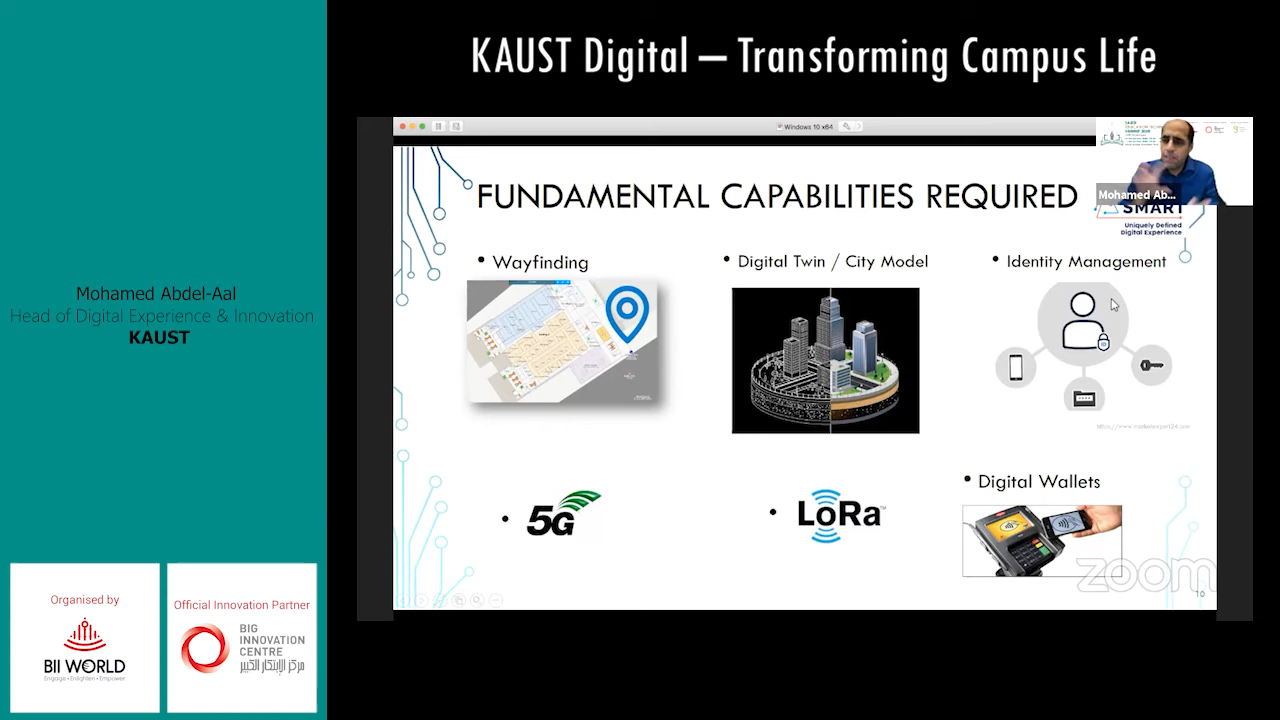 KAUST Digital – Transforming Campus Life
Windows 10 x64
Mohamed Ab...
FUNDAMENTAL CAPABILITIES REQUIRED
SMART
Uniquely Defined
Digital Experience
• Wayfinding
• Digital Twin / City Model
• Identity Management
• 5G
• LoRa™
• Digital Wallets
zoom
10
Mohamed Abdel-Aal
Head of Digital Experience & Innovation
KAUST
Organised by
BII WORLD
Engage • Enlighten • Empower
Official Innovation Partner
BIG
INNOVATION
CENTRE
مركز الإبتكار الكبير